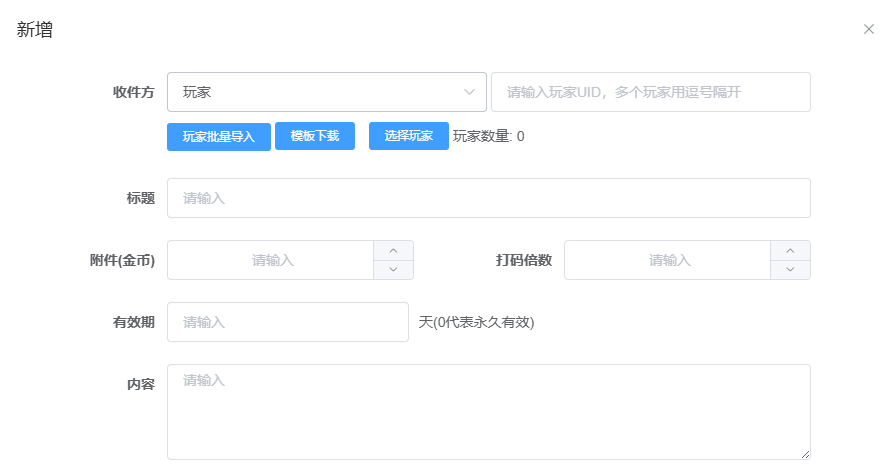 新增
收件方 玩家 请输入玩家UID，多个玩家用逗号隔开
玩家批量导入 模板下载 选择玩家 玩家数量: 0
标题 请输入
附件(金币) 请输入 打码倍数 请输入
有效期 请输入 天(0代表永久有效)
内容 请输入